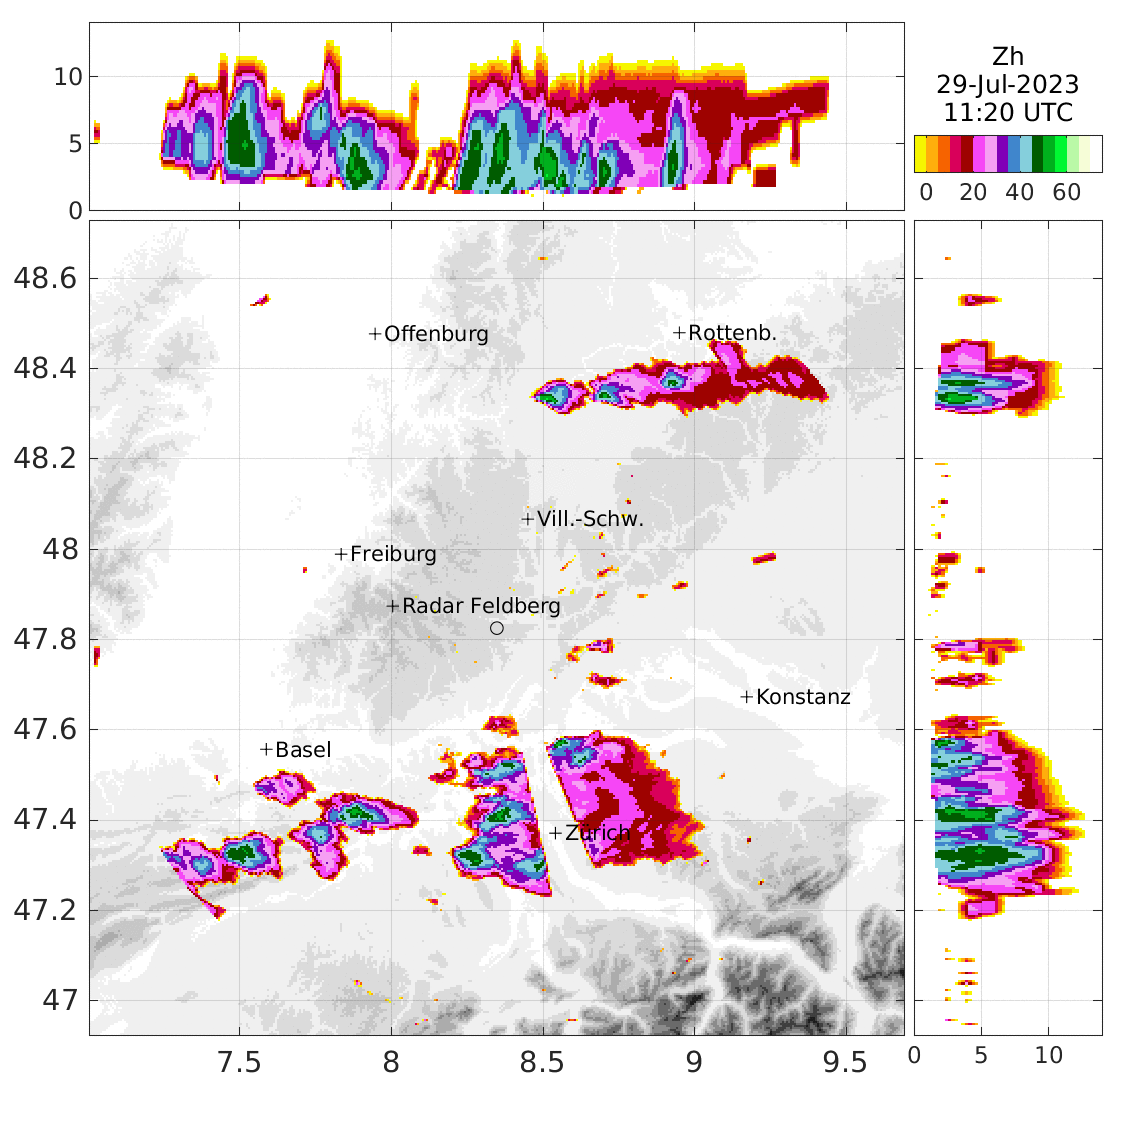 Zh
29-Jul-2023
11:20 UTC
0 20 40 60
10
5
0
48.6
48.4
48.2
48
47.8
47.6
47.4
47.2
47
Offenburg
Rottenb.
Vill.-Schw.
Freiburg
Radar Feldberg
Konstanz
Basel
Zürich
7.5 8 8.5 9 9.5
0 5 10